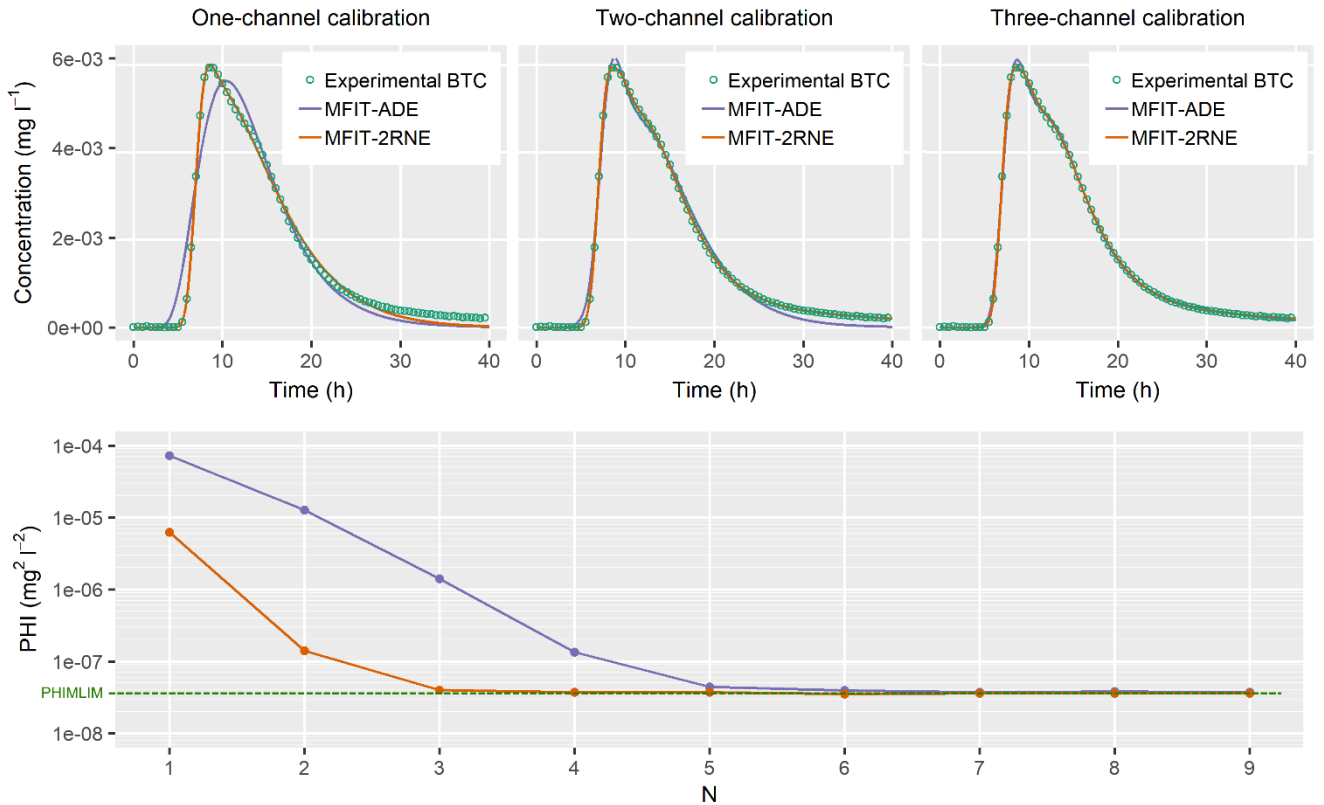 One-channel calibration
Two-channel calibration
Three-channel calibration
Concentration (mg l⁻¹)
6e-03
4e-03
2e-03
0e+00
Experimental BTC
MFIT-ADE
MFIT-2RNE
0 10 20 30 40
Time (h)
Experimental BTC
MFIT-ADE
MFIT-2RNE
0 10 20 30 40
Time (h)
Experimental BTC
MFIT-ADE
MFIT-2RNE
0 10 20 30 40
Time (h)
PHI (mg² l⁻²)
1e-04
1e-05
1e-06
1e-07
PHIMLIM
1e-08
1 2 3 4 5 6 7 8 9
N